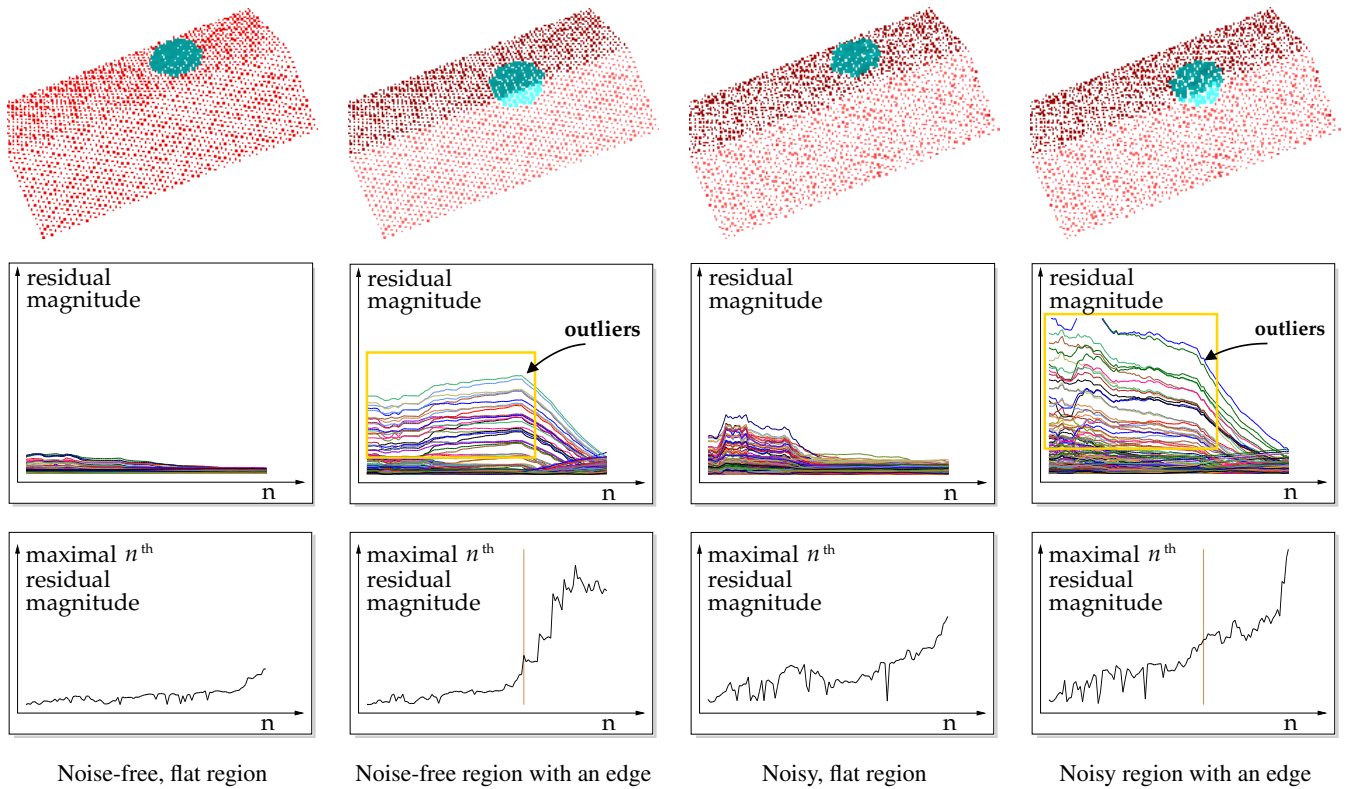 residual
magnitude
n
residual
magnitude
outliers
n
residual
magnitude
n
residual
magnitude
outliers
n
maximal nth
residual
magnitude
n
maximal nth
residual
magnitude
n
maximal nth
residual
magnitude
n
maximal nth
residual
magnitude
n
Noise-free, flat region
Noise-free region with an edge
Noisy, flat region
Noisy region with an edge